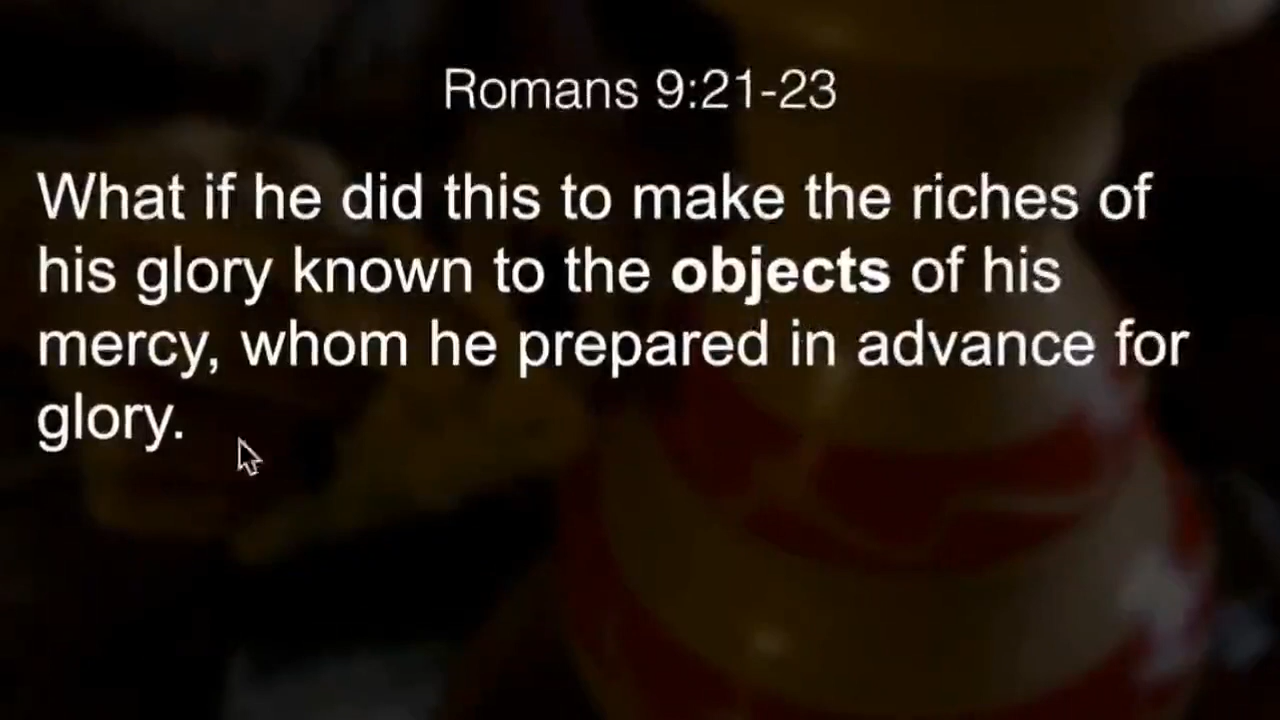 Romans 9:21-23
What if he did this to make the riches of
his glory known to the objects of his
mercy, whom he prepared in advance for
glory.